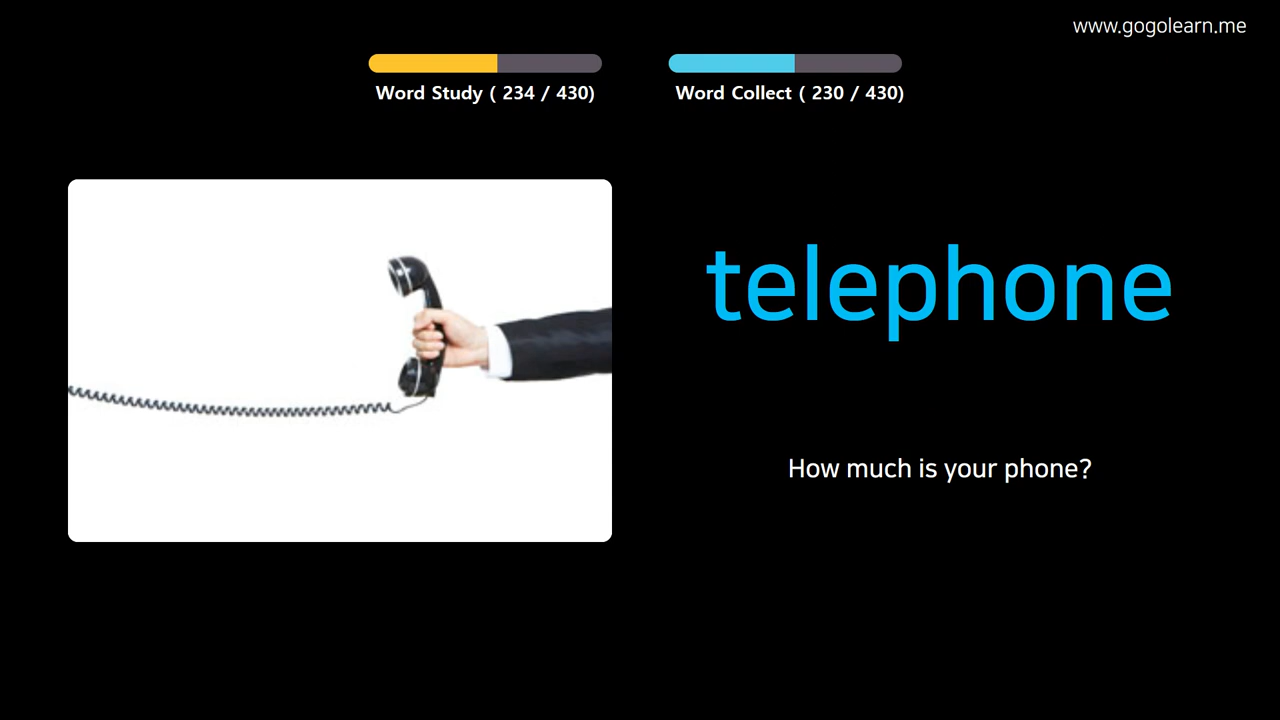 www.gogolearn.me
Word Study ( 234 / 430)
Word Collect ( 230 / 430)
telephone
How much is your phone?